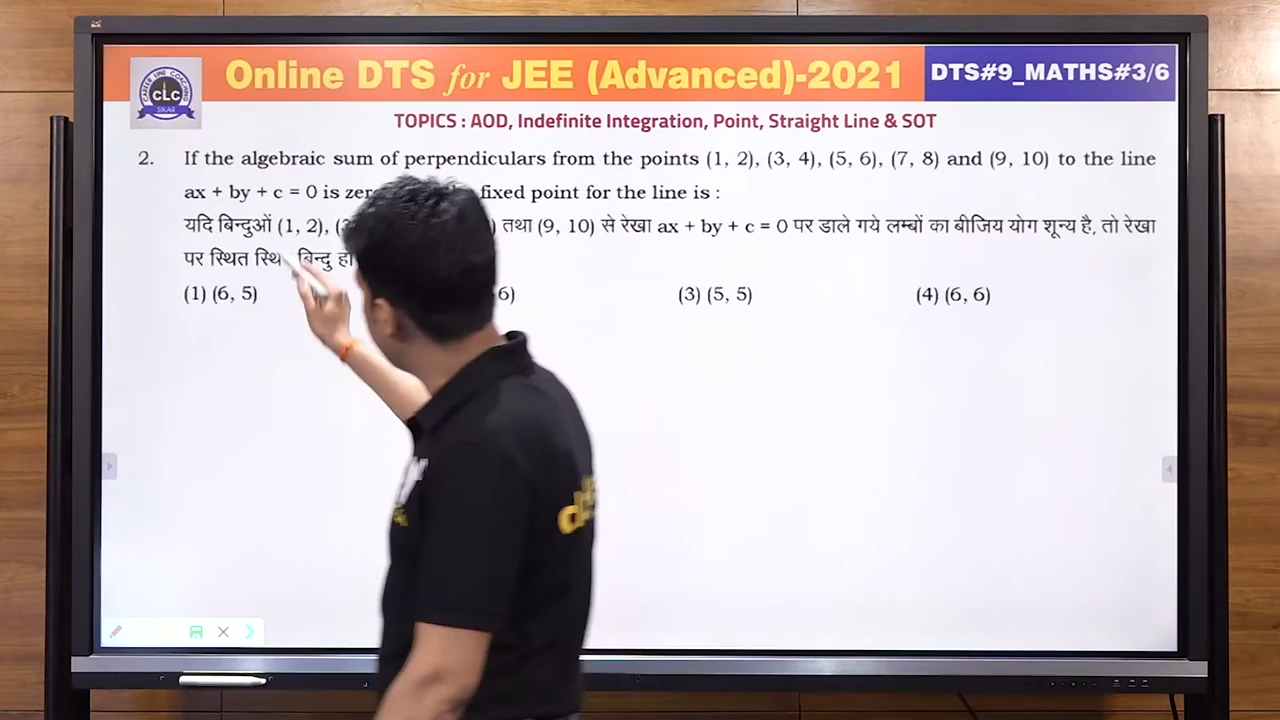 CAREER LINE COACHING
CLC
SIKAR
Online DTS for JEE (Advanced)-2021
DTS#9_MATHS#3/6
TOPICS : AOD, Indefinite Integration, Point, Straight Line & SOT
2. If the algebraic sum of perpendiculars from the points (1, 2), (3, 4), (5, 6), (7, 8) and (9, 10) to the line
ax + by + c = 0 is fixed point for the line is :
यदि बिन्दुओं (1, 2), तथा (9, 10) से रेखा ax + by + c = 0 पर डाले गये लम्बों का बीजिय योग शून्य है, तो रेखा
पर स्थित बिन्दु
(1) (6, 5) 6) (3) (5, 5) (4) (6, 6)